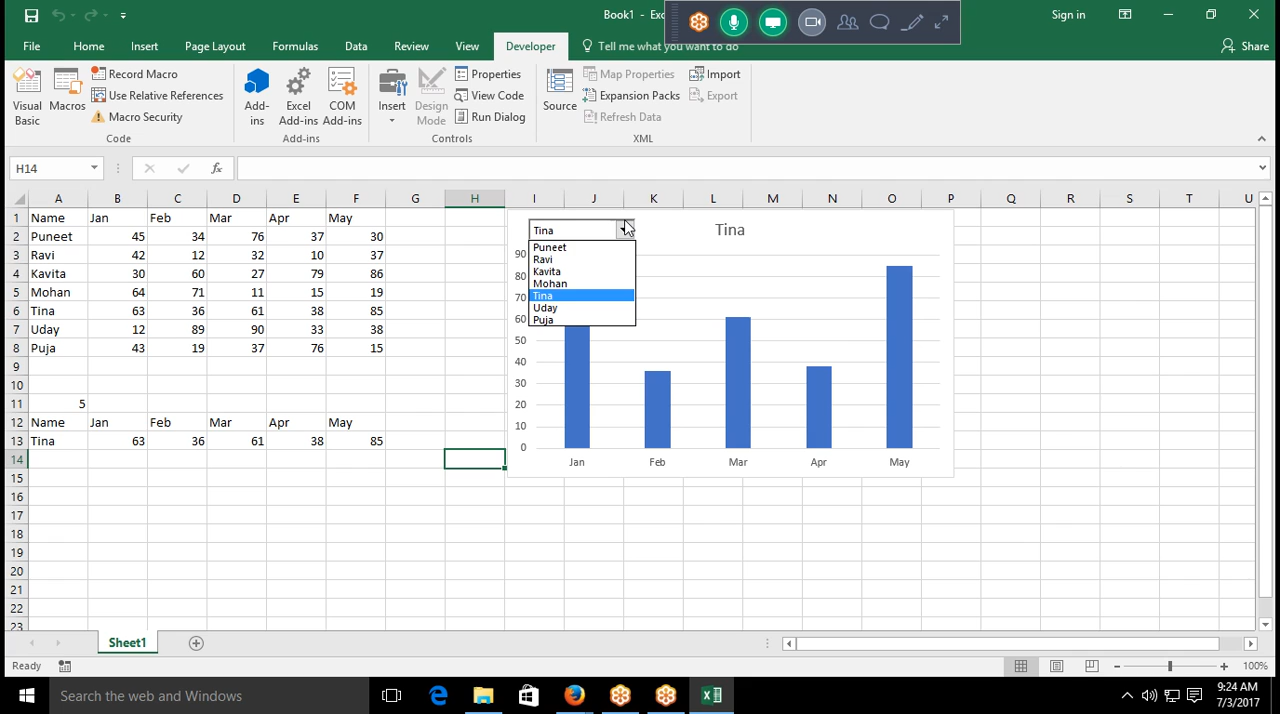 Book1 - Exc
Sign in
File Home Insert Page Layout Formulas Data Review View Developer Tell me what you want to do Share
Visual Basic
Macros
Record Macro
Use Relative References
Macro Security
Code
Add-ins
Excel Add-ins
COM Add-ins
Add-ins
Insert
Design Mode
Properties
View Code
Run Dialog
Controls
Source
Map Properties
Expansion Packs
Refresh Data
Import
Export
XML
H14 fx
A B C D E F G H I J K L M N O P Q R S T U
1 Name Jan Feb Mar Apr May
2 Puneet 45 34 76 37 30
3 Ravi 42 12 32 10 37
4 Kavita 30 60 27 79 86
5 Mohan 64 71 11 15 19
6 Tina 63 36 61 38 85
7 Uday 12 89 90 33 38
8 Puja 43 19 37 76 15
9
10
11 5
12 Name Jan Feb Mar Apr May
13 Tina 63 36 61 38 85
14
15
16
17
18
19
20
21
22
23
Tina
Puneet
Ravi
Kavita
Mohan
Tina
Uday
Puja
Tina
90
80
70
60
50
40
30
20
10
0
Jan Feb Mar Apr May
Sheet1
Ready
100%
Search the web and Windows
9:24 AM
7/3/2017